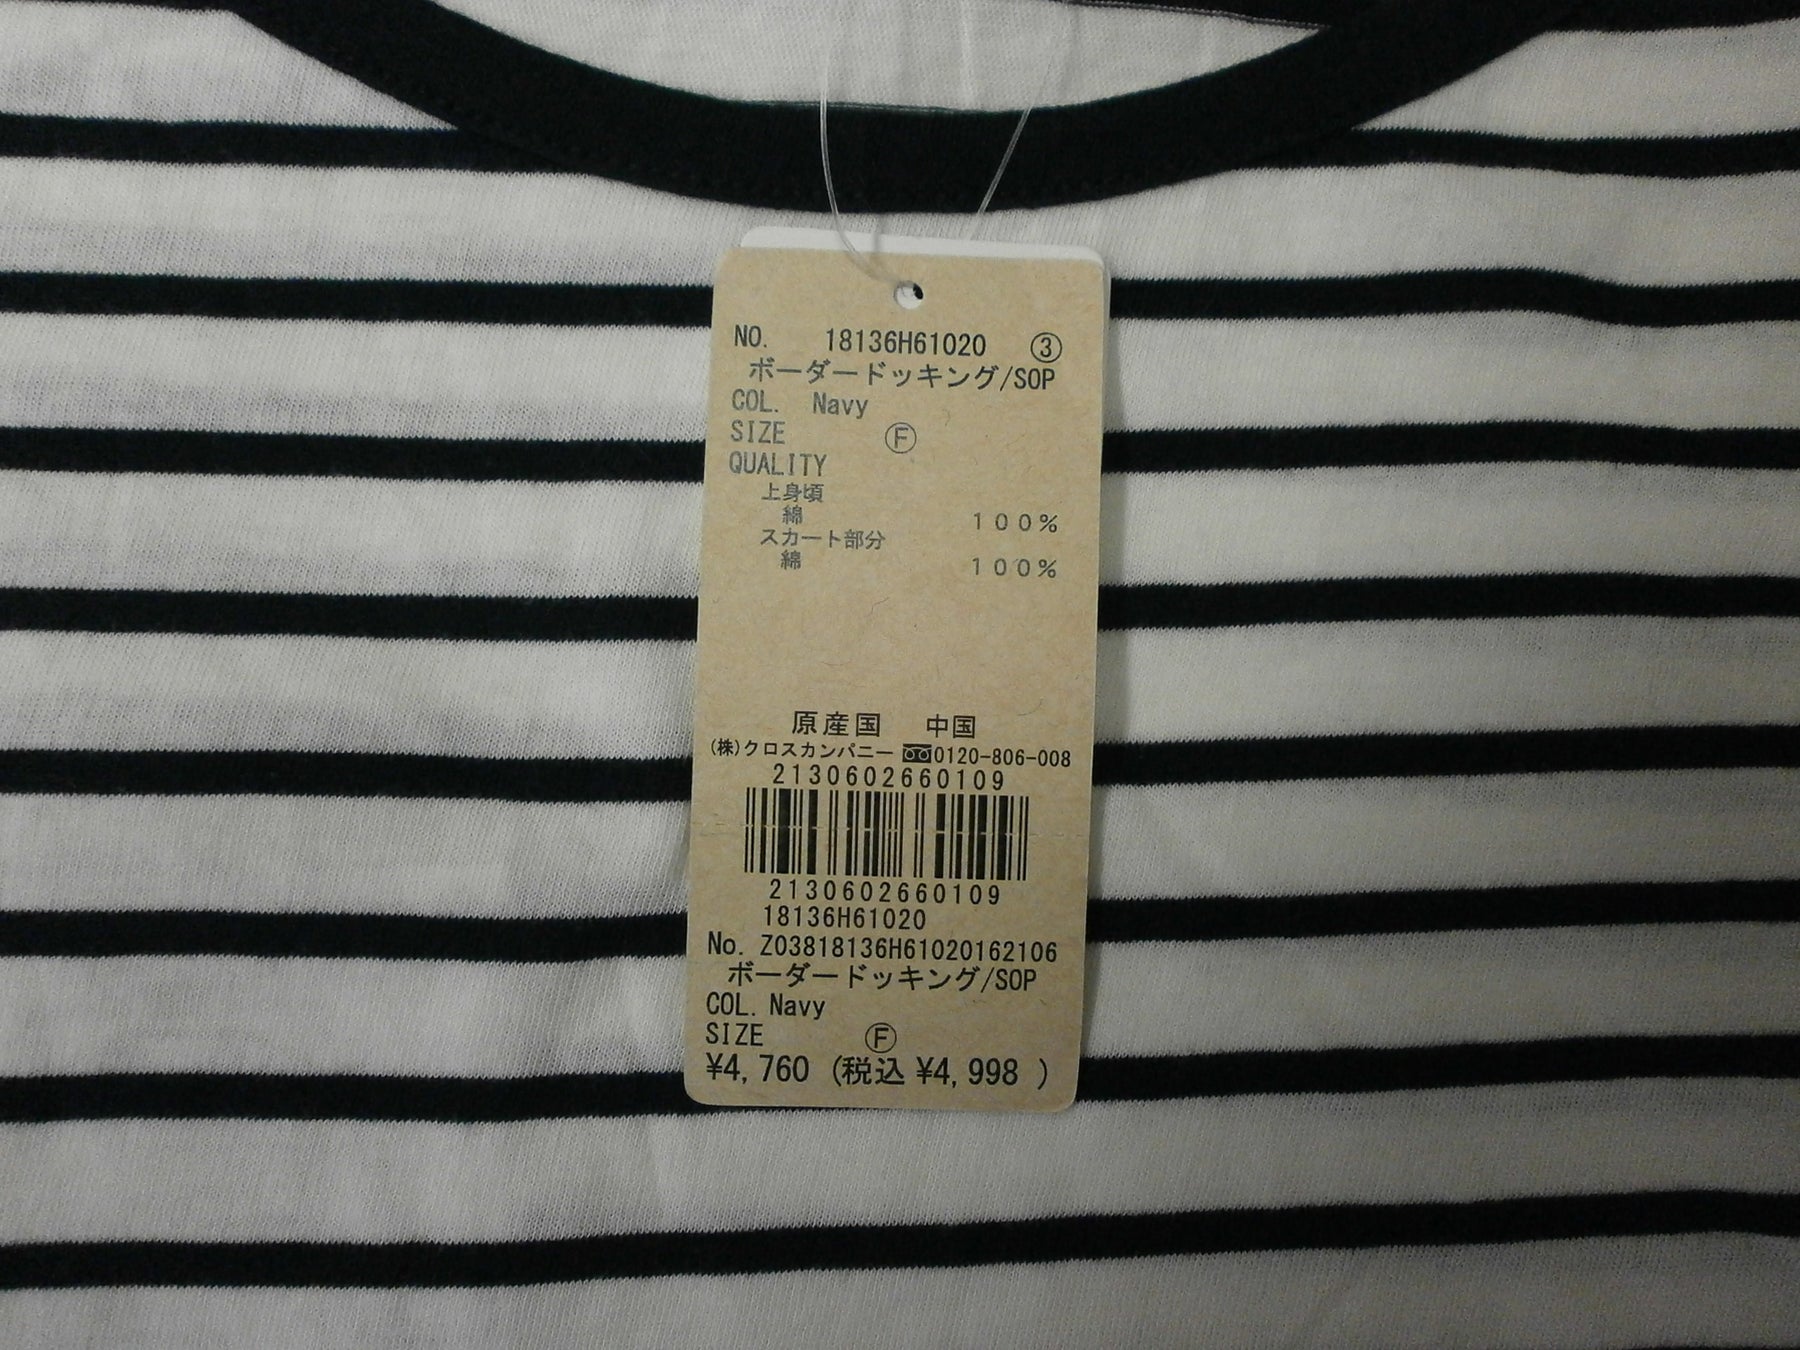 NO. 18136H61020 ③
ボーダードッキング/SOP
COL. Navy
SIZE Ⓕ
QUALITY
上身頃
綿 100%
スカート部分
綿 100%
原産国 中国
(株)クロスカンパニー 0120-806-008
2130602660109
2130602660109
18136H61020
No. Z03818136H61020162106
ボーダードッキング/SOP
COL. Navy
SIZE Ⓕ
¥4,760 (税込 ¥4,998 )